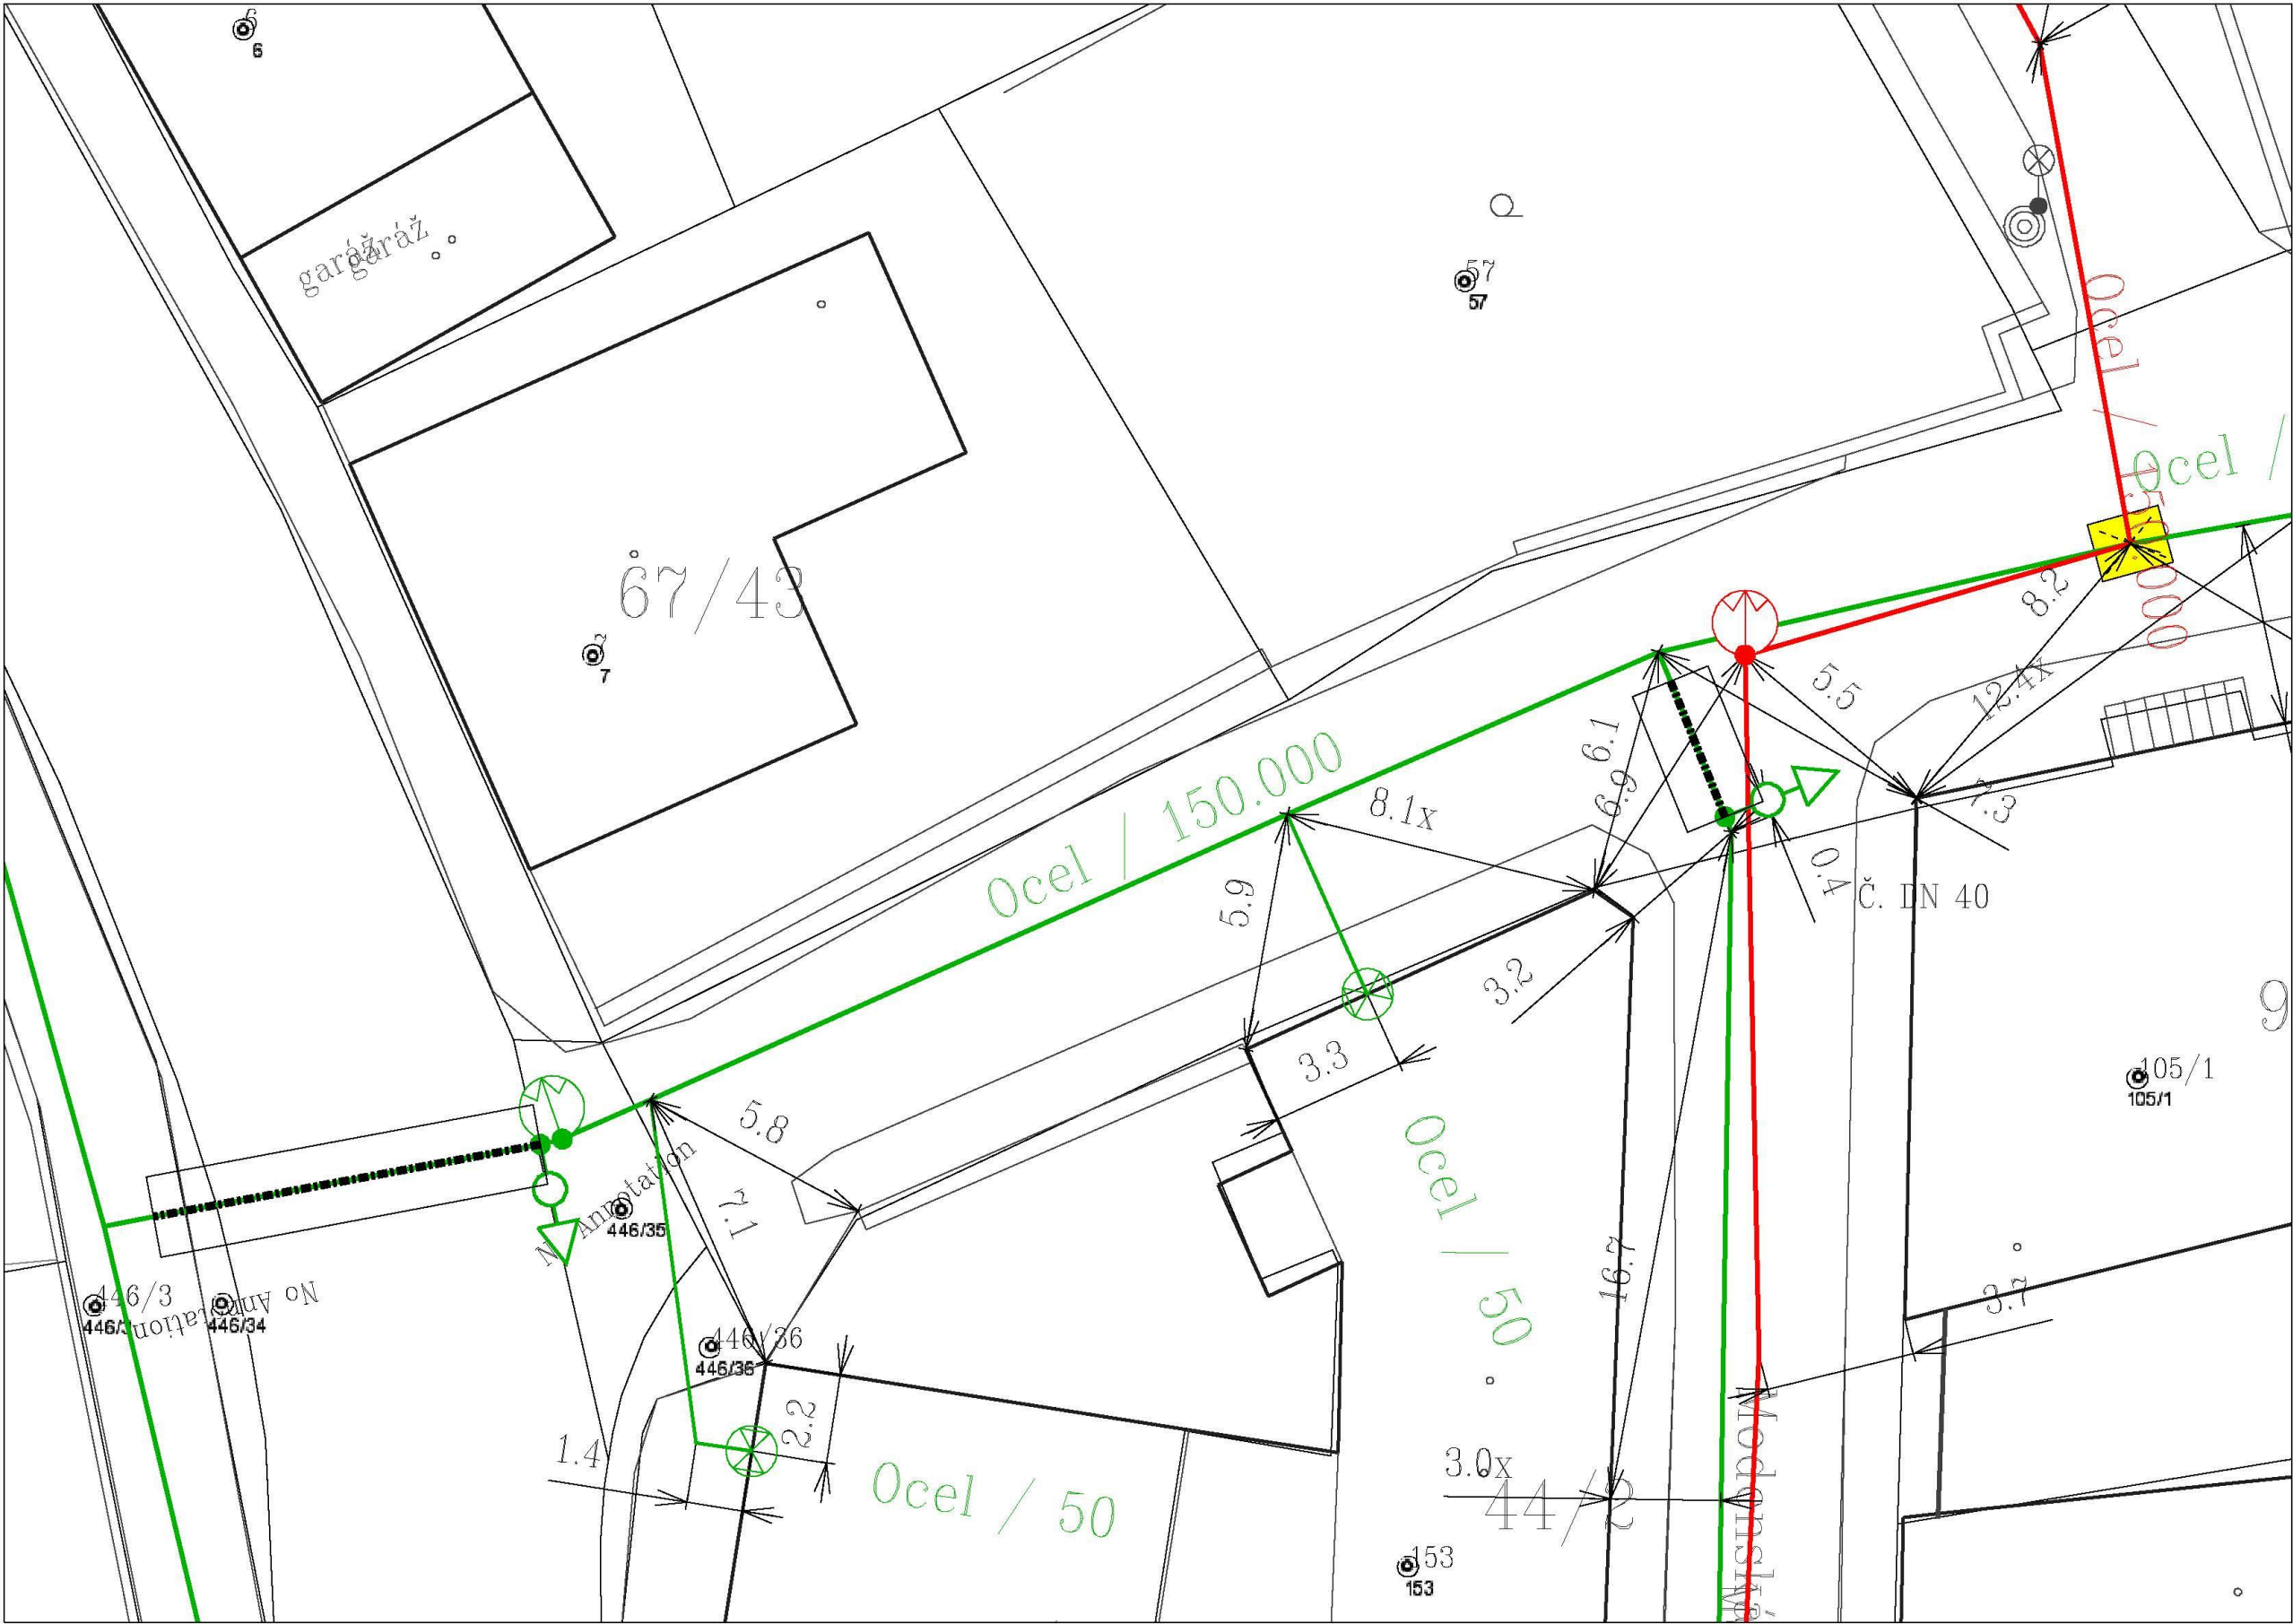 6
6
garáž
garáž
57
57
Ocel / 150.000
Ocel /
67/43
7
7
8.2
5.5
12.4x
6.1
6.9
7.3
Ocel / 150.000
8.1x
0.4
Č. DN 40
5.9
3.2
3.3
9
105/1
105/1
5.8
No Annotation
7.1
446/35
Ocel / 50
16.7
3.7
446/3
No Annotation
446/34
446/36
446/36
2.2
1.4
Ocel / 50
3.0x
44/2
Modranská
153
153
M